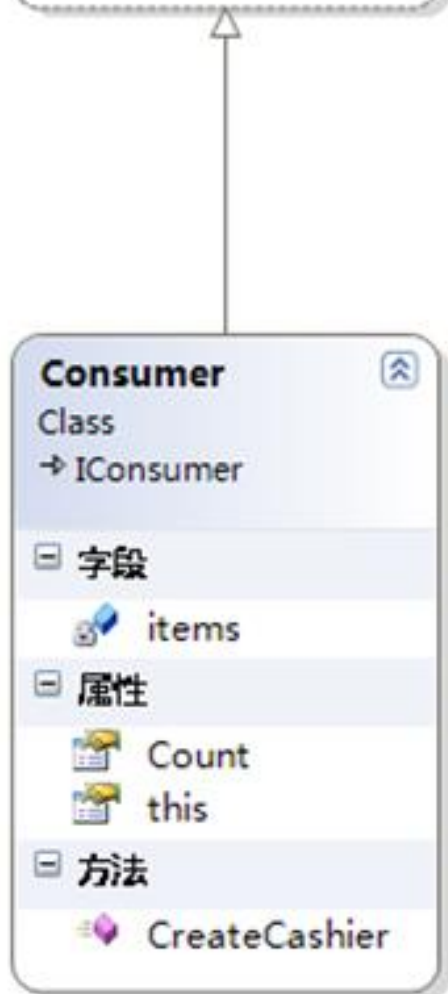 Consumer
Class
IConsumer
字段
items
属性
Count
this
方法
CreateCashier